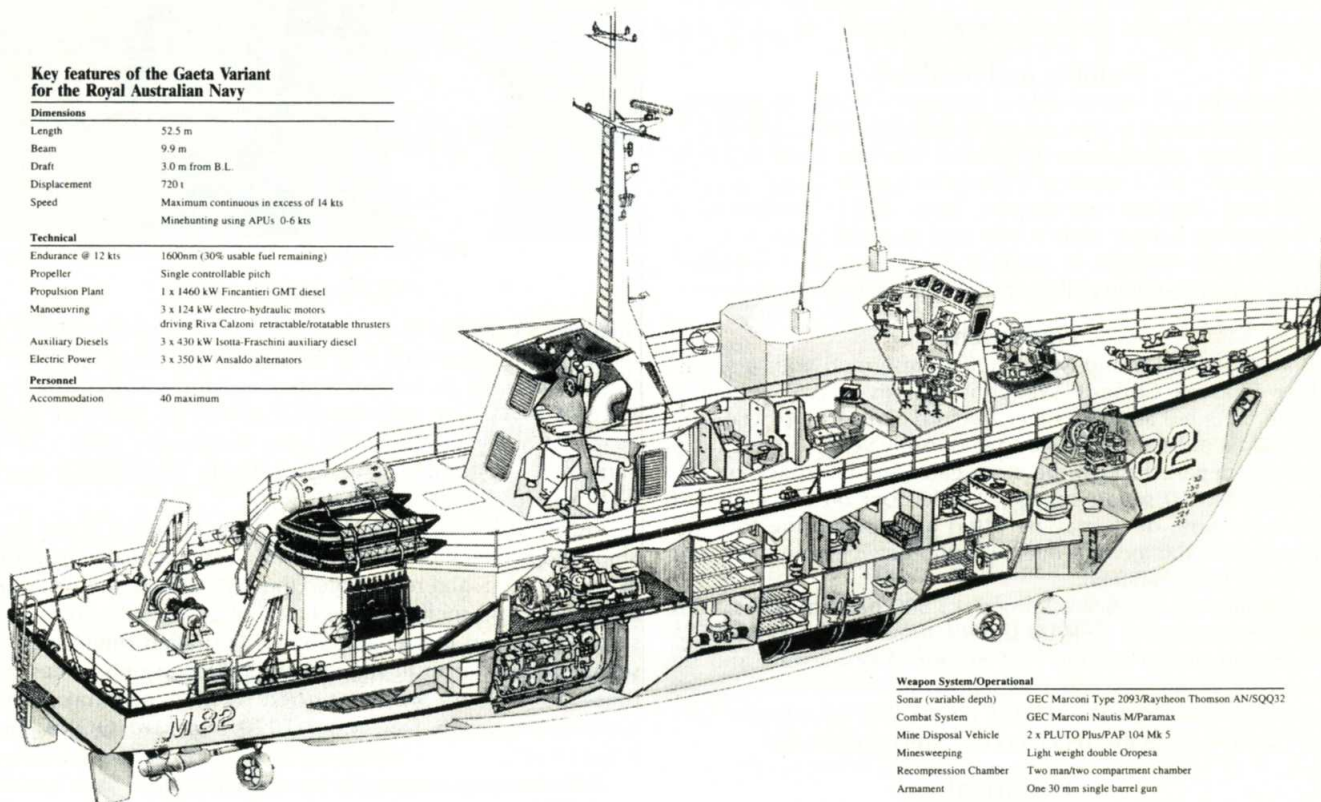 Key features of the Gaeta Variant
for the Royal Australian Navy
Dimensions
Length 52.5 m
Beam 9.9 m
Draft 3.0 m from B.L.
Displacement 720 t
Speed Maximum continuous in excess of 14 kts
Minehunting using APUs 0-6 kts
Technical
Endurance @ 12 kts 1600nm (30% usable fuel remaining)
Propeller Single controllable pitch
Propulsion Plant 1 x 1460 kW Fincantieri GMT diesel
Manoeuvring 3 x 124 kW electro-hydraulic motors
driving Riva Calzoni retractable/rotatable thrusters
Auxiliary Diesels 3 x 430 kW Isotta-Fraschini auxiliary diesel
Electric Power 3 x 350 kW Ansaldo alternators
Personnel
Accommodation 40 maximum
82
M 82
Weapon System/Operational
Sonar (variable depth) GEC Marconi Type 2093/Raytheon Thomson AN/SQQ32
Combat System GEC Marconi Nautis M/Paramax
Mine Disposal Vehicle 2 x PLUTO Plus/PAP 104 Mk 5
Minesweeping Light weight double Oropesa
Recompression Chamber Two man/two compartment chamber
Armament One 30 mm single barrel gun